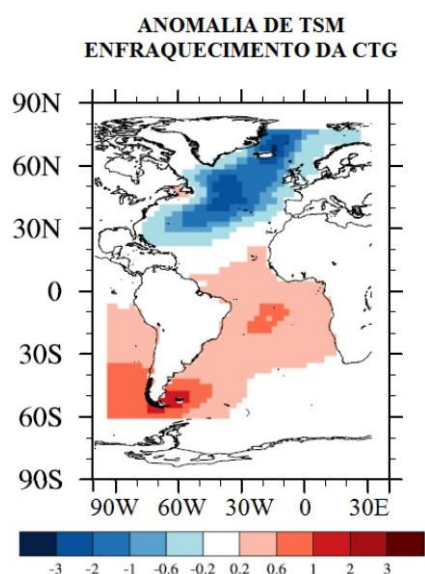 ANOMALIA DE TSM
ENFRAQUECIMENTO DA CTG
90N
60N
30N
0
30S
60S
90S
90W 60W 30W 0 30E
-3 -2 -1 -0.6 -0.2 0.2 0.6 1 2 3